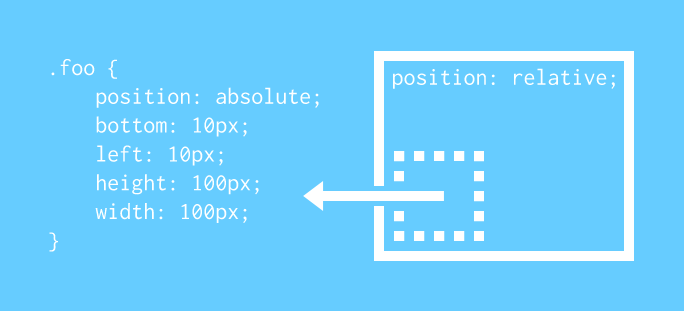 .foo {
position: absolute;
bottom: 10px;
left: 10px;
height: 100px;
width: 100px;
}
position: relative;